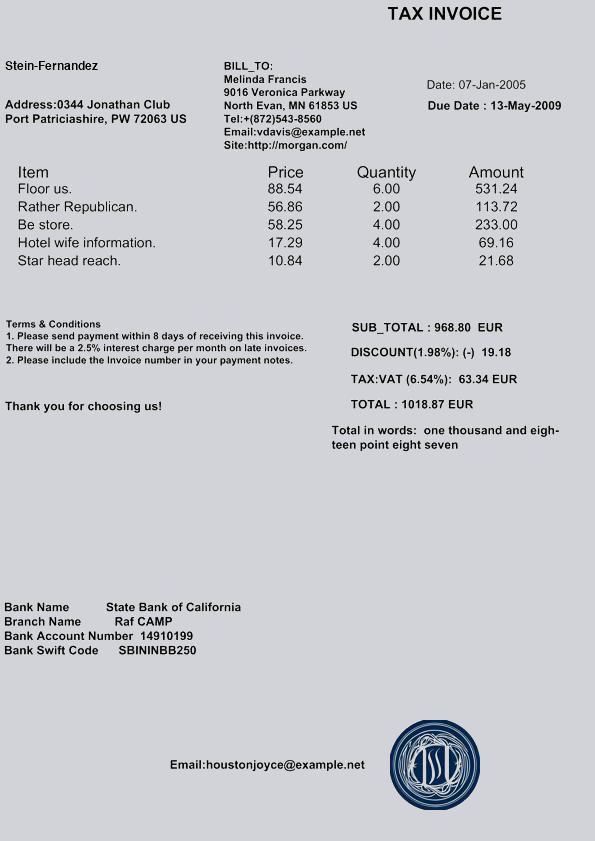 TAX INVOICE
Stein-Fernandez
Address:0344 Jonathan Club
Port Patriciashire, PW 72063 US
BILL_TO:
Melinda Francis
9016 Veronica Parkway
North Evan, MN 61853 US
Tel:+(872)543-8560
Email:vdavis@example.net
Site:http://morgan.com/
Date: 07-Jan-2005
Due Date : 13-May-2009
Item Price Quantity Amount
Floor us. 88.54 6.00 531.24
Rather Republican. 56.86 2.00 113.72
Be store. 58.25 4.00 233.00
Hotel wife information. 17.29 4.00 69.16
Star head reach. 10.84 2.00 21.68
Terms & Conditions
1. Please send payment within 8 days of receiving this invoice.
There will be a 2.5% interest charge per month on late invoices.
2. Please include the Invoice number in your payment notes.
Thank you for choosing us!
SUB_TOTAL : 968.80 EUR
DISCOUNT(1.98%): (-) 19.18
TAX:VAT (6.54%): 63.34 EUR
TOTAL : 1018.87 EUR
Total in words: one thousand and eigh-
teen point eight seven
Bank Name State Bank of California
Branch Name Raf CAMP
Bank Account Number 14910199
Bank Swift Code SBININBB250
Email:houstonjoyce@example.net